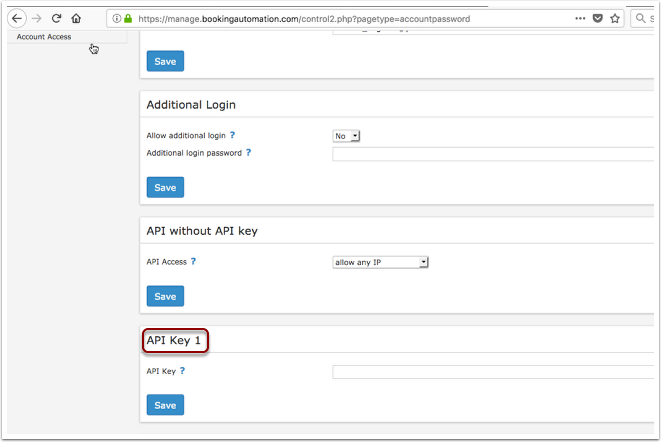 https://manage.bookingautomation.com/control2.php?pagetype=accountpassword
Account Access
Save
Additional Login
Allow additional login ? No
Additional login password ?
Save
API without API key
API Access ? allow any IP
Save
API Key 1
API Key ?
Save